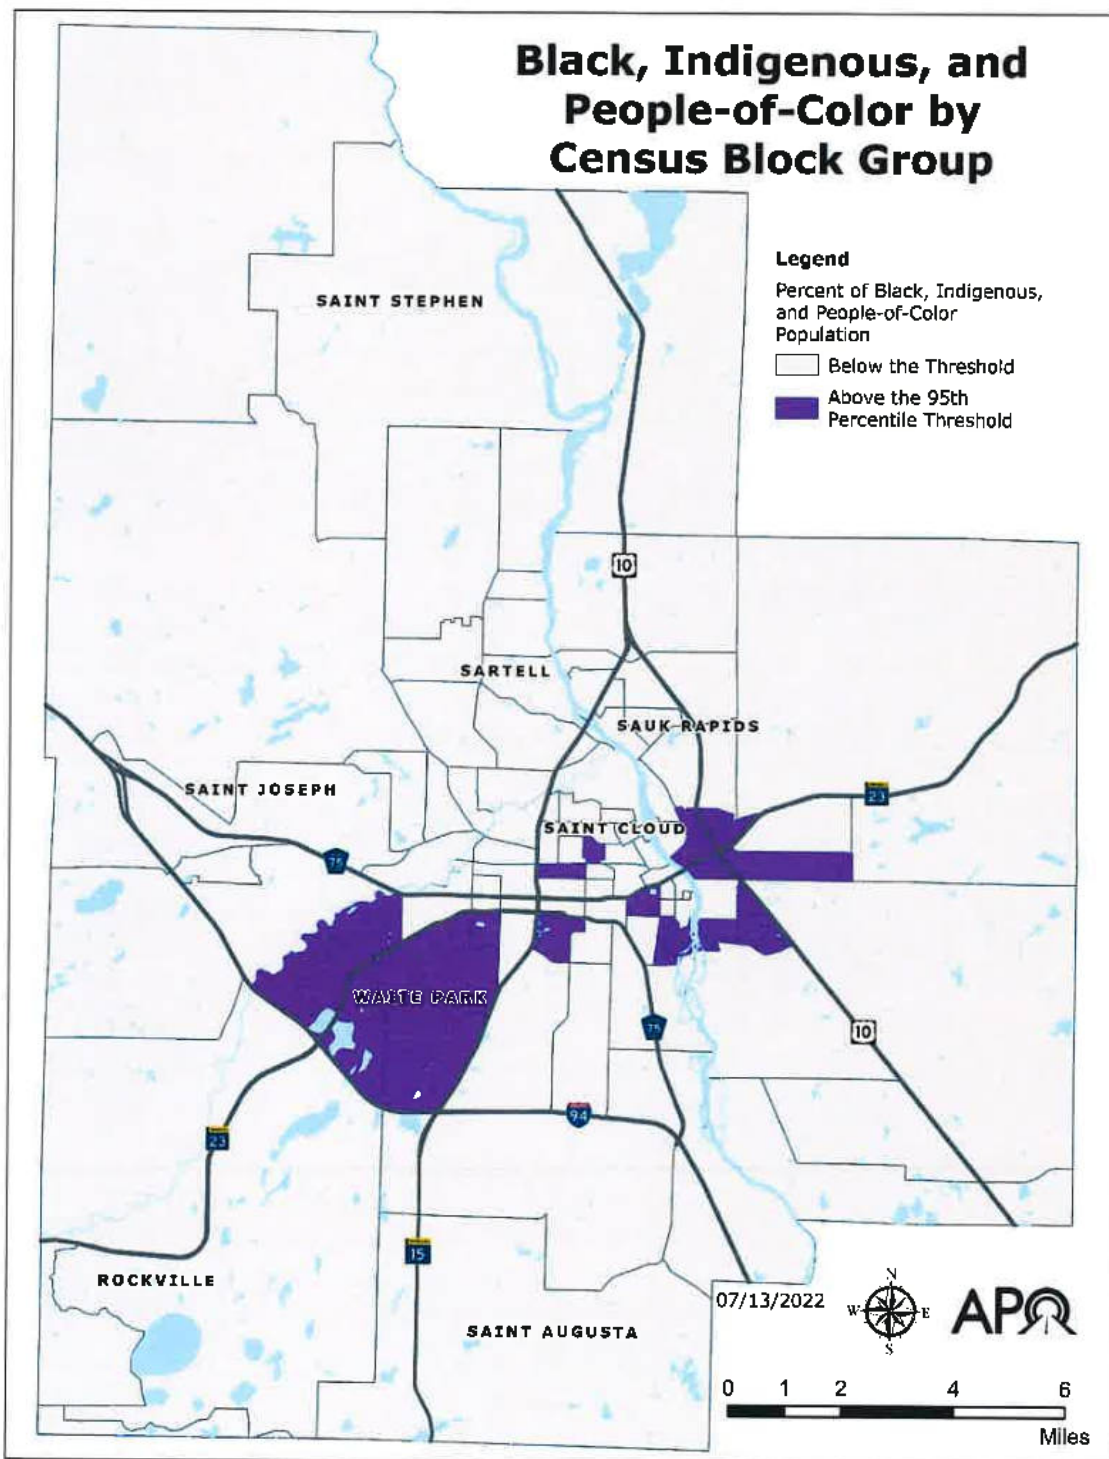 Black, Indigenous, and
People-of-Color by
Census Block Group
Legend
Percent of Black, Indigenous,
and People-of-Color
Population
Below the Threshold
Above the 95th
Percentile Threshold
SAINT STEPHEN
10
SARTELL
SAUK RAPIDS
SAINT JOSEPH
23
SAINT CLOUD
75
WAITE PARK
75
10
94
23
15
ROCKVILLE
SAINT AUGUSTA
07/13/2022
N
W
E
S
APO
0 1 2 4 6
Miles